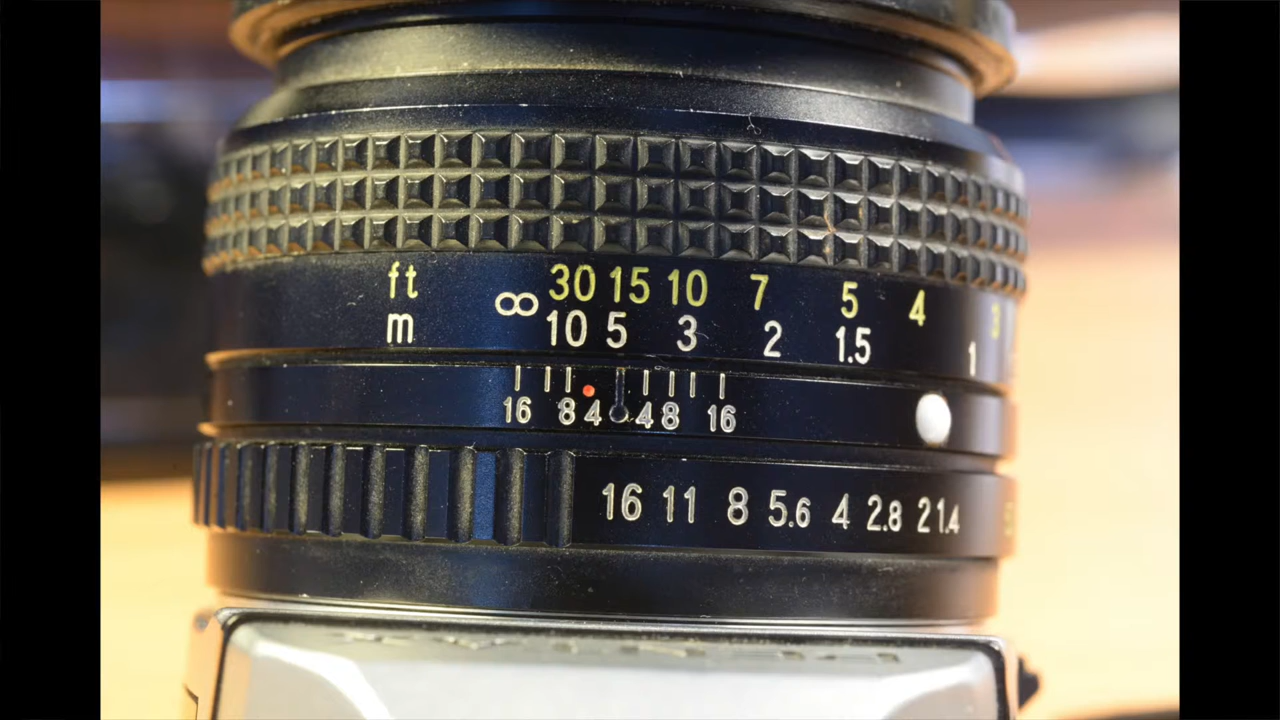 ft ∞ 30 15 10 7 5 4 3
m 10 5 3 2 1.5 1
16 8 4 4 8 16
16 11 8 5.6 4 2.8 2 1.4